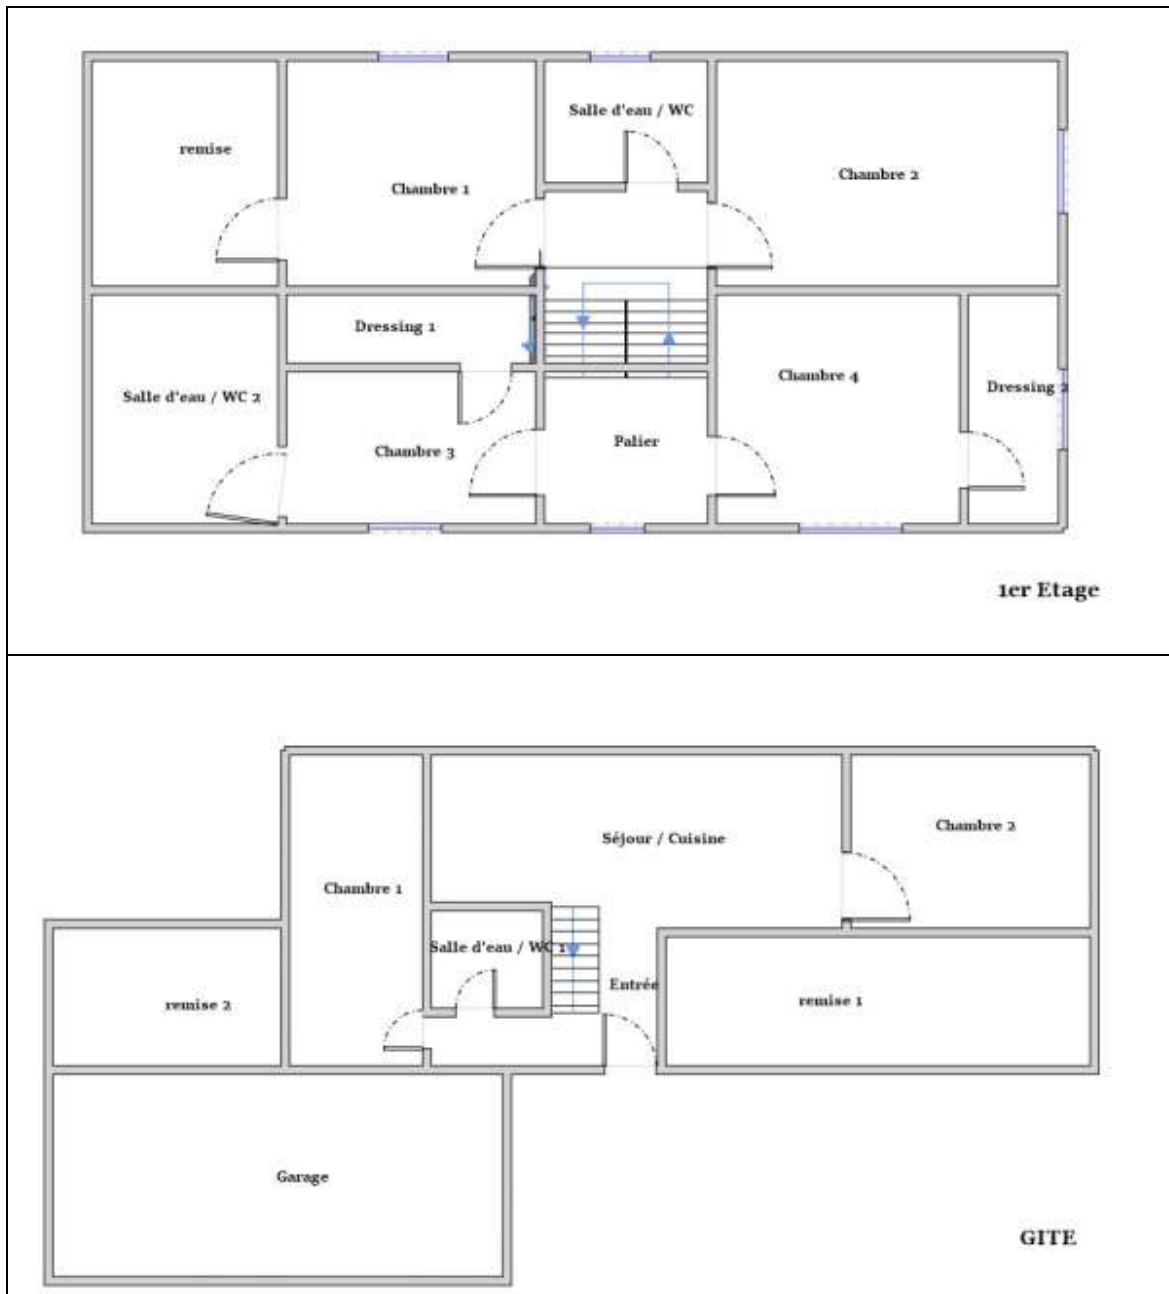 Salle d'eau / WC
remise
Chambre 2
Chambre 1
Dressing 1
Chambre 4
Dressing 2
Salle d'eau / WC 2
Palier
Chambre 3
1er Etage
Chambre 2
Séjour / Cuisine
Chambre 1
Salle d'eau / WC 1
Entrée
remise 2
remise 1
Garage
GITE